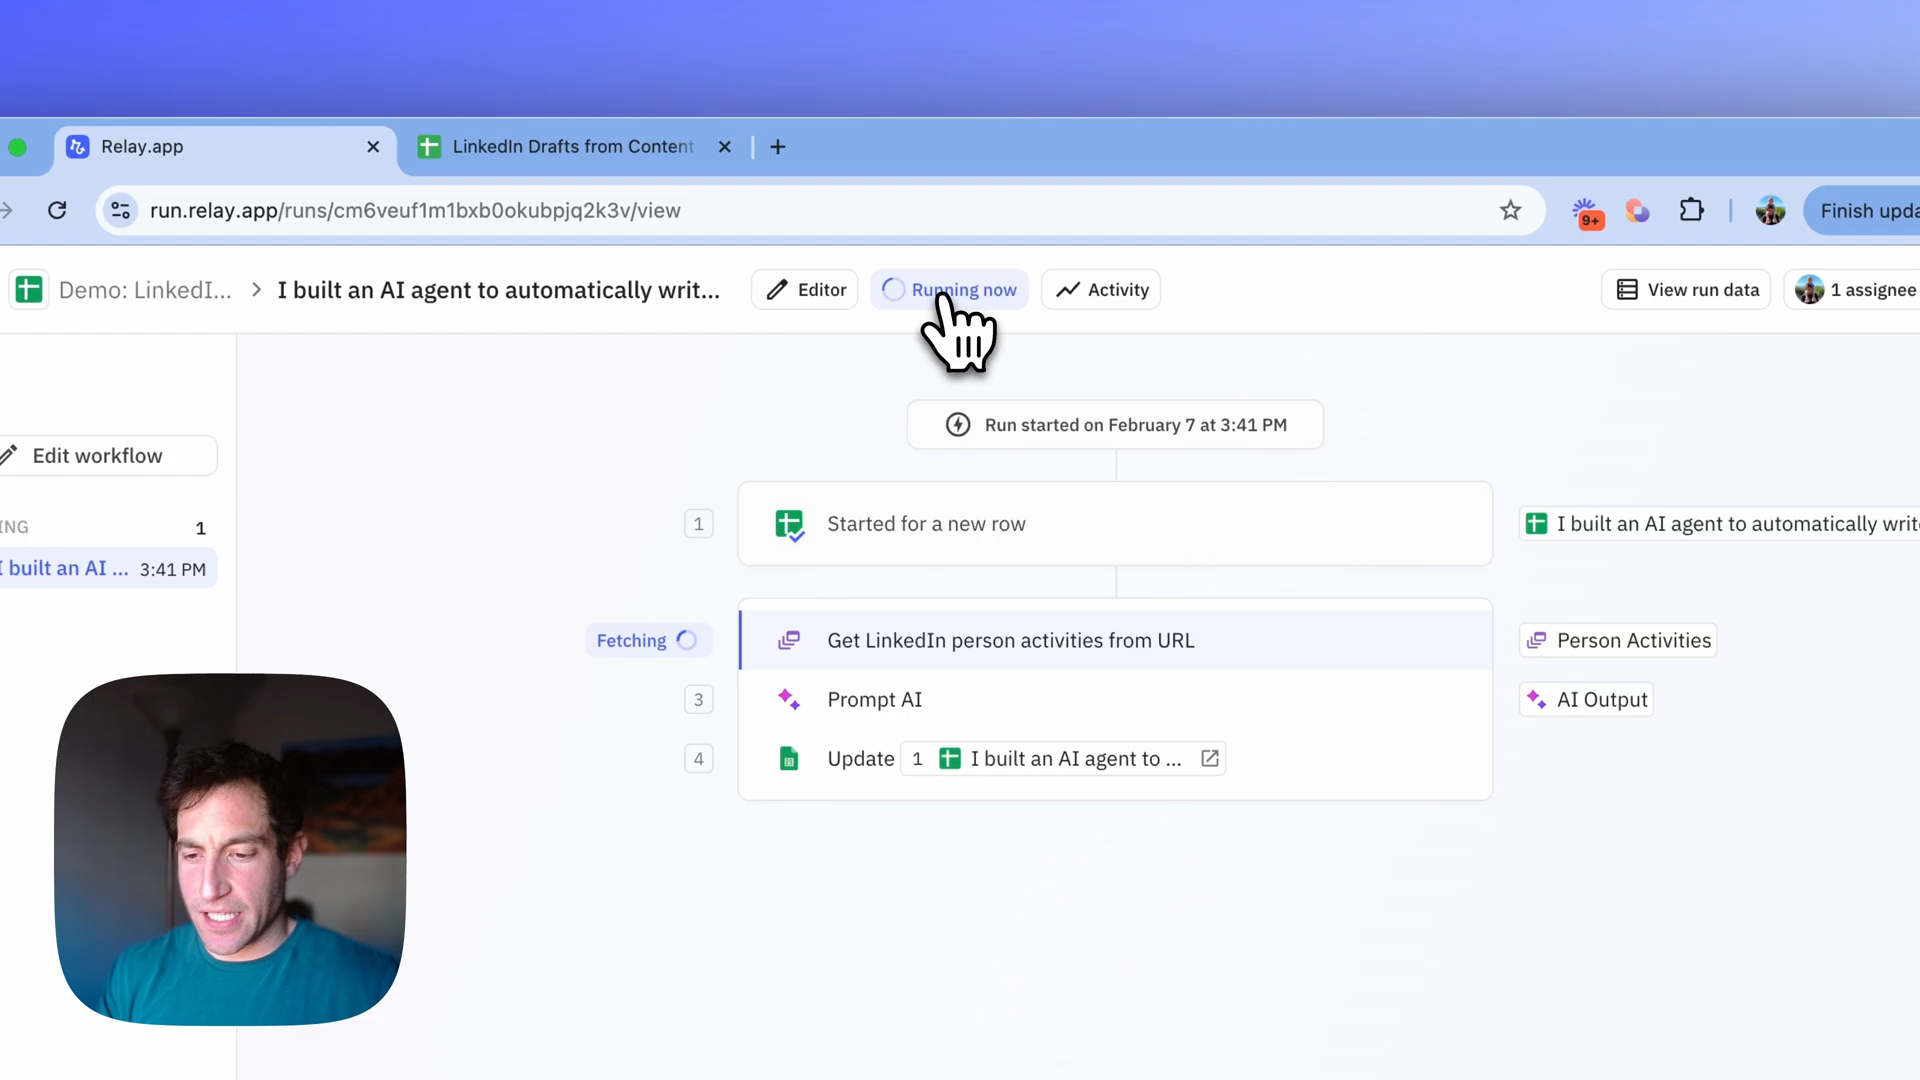 Relay.app
LinkedIn Drafts from Content
run.relay.app/runs/cm6veuf1m1bxb0okubpjq2k3v/view
9+
Finish upda
Demo: LinkedI... > I built an AI agent to automatically writ...
Editor
Running now
Activity
View run data
1 assignee
Edit workflow
ING 1
I built an AI ... 3:41 PM
Run started on February 7 at 3:41 PM
1 Started for a new row
I built an AI agent to automatically write
Fetching
Get LinkedIn person activities from URL
Person Activities
3 Prompt AI
AI Output
4 Update 1 I built an AI agent to ...